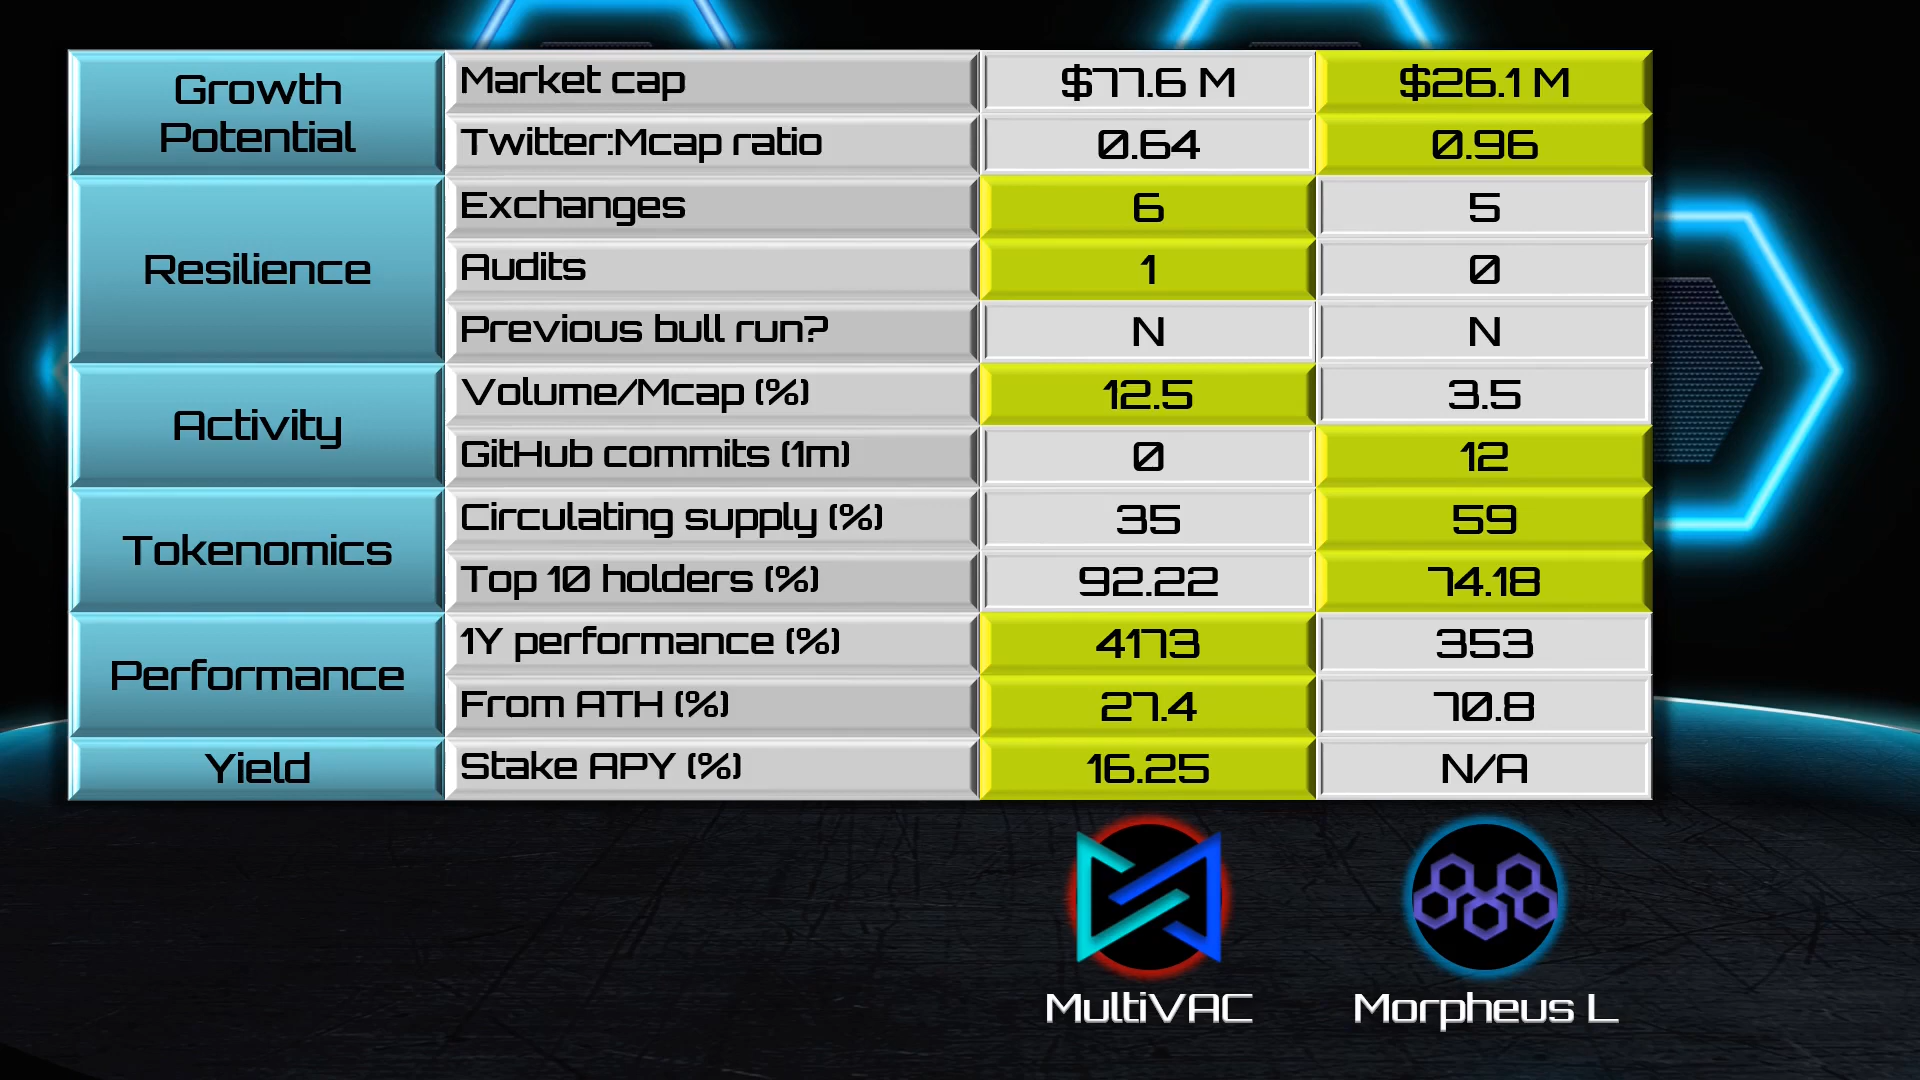 Growth
Potential
Market cap $77.6 M $26.1 M
Twitter:Mcap ratio 0.64 0.96
Resilience
Exchanges 6 5
Audits 1 0
Previous bull run? N N
Activity
Volume/Mcap (%) 12.5 3.5
GitHub commits (1m) 0 12
Tokenomics
Circulating supply (%) 35 59
Top 10 holders (%) 92.22 74.18
Performance
1Y performance (%) 4173 353
From ATH (%) 27.4 70.8
Yield
Stake APY (%) 16.25 N/A
MultiVAC Morpheus L